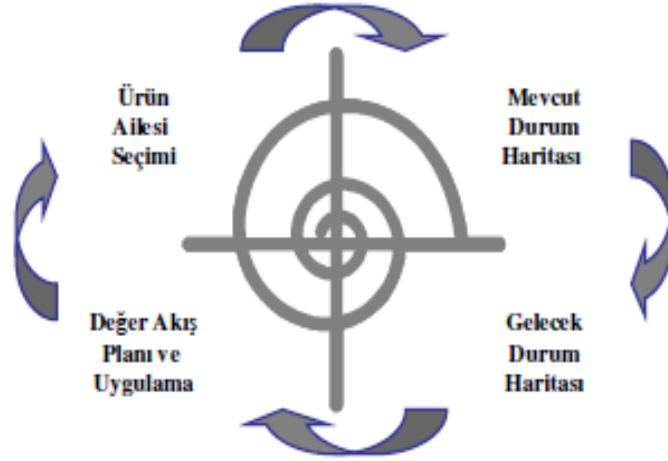 Ürün
Ailesi
Seçimi
Mevcut
Durum
Haritası
Değer Akış
Planı ve
Uygulama
Gelecek
Durum
Haritası